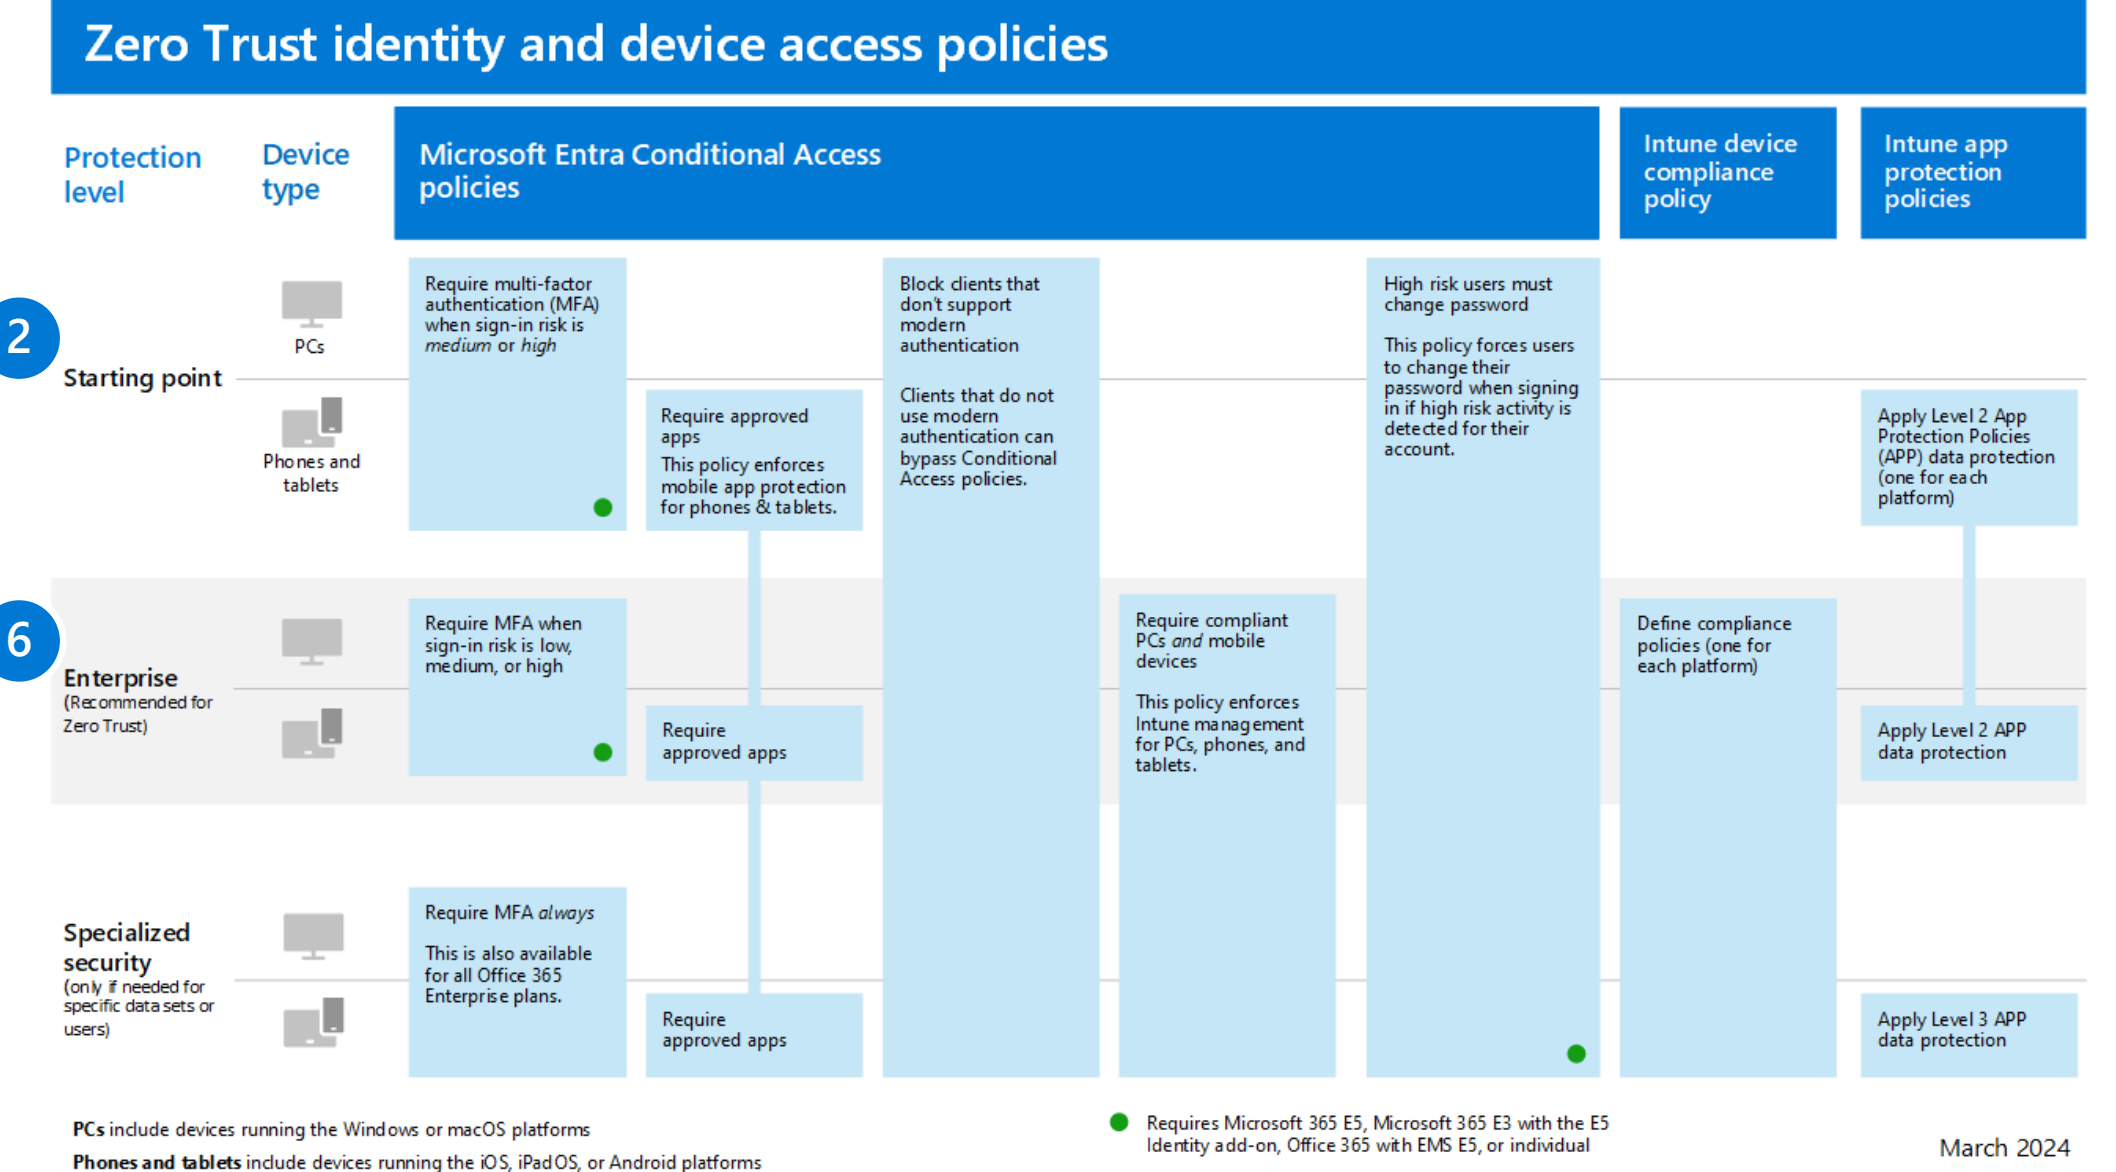 Zero Trust identity and device access policies
Protection
level
Device
type
Microsoft Entra Conditional Access
policies
Intune device
compliance
policy
Intune app
protection
policies
2
Starting point
PCs
Phones and
tablets
Require multi-factor
authentication (MFA)
when sign-in risk is
medium or high
Require approved
apps
This policy enforces
mobile app protection
for phones & tablets.
Block clients that
don't support
modern
authentication
Clients that do not
use modern
authentication can
bypass Conditional
Access policies.
High risk users must
change password
This policy forces users
to change their
password when signing
in if high risk activity is
detected for their
account.
Apply Level 2 App
Protection Policies
(APP) data protection
(one for each
platform)
6
Enterprise
(Recommended for
Zero Trust)
Require MFA when
sign-in risk is low,
medium, or high
Require
approved apps
Require compliant
PCs and mobile
devices
This policy enforces
Intune management
for PCs, phones, and
tablets.
Define compliance
policies (one for
each platform)
Apply Level 2 APP
data protection
Specialized
security
(only if needed for
specific data sets or
users)
Require MFA always
This is also available
for all Office 365
Enterprise plans.
Require
approved apps
Apply Level 3 APP
data protection
PCs include devices running the Windows or macOS platforms
Phones and tablets include devices running the iOS, iPadOS, or Android platforms
Requires Microsoft 365 E5, Microsoft 365 E3 with the E5
Identity add-on, Office 365 with EMS E5, or individual
March 2024